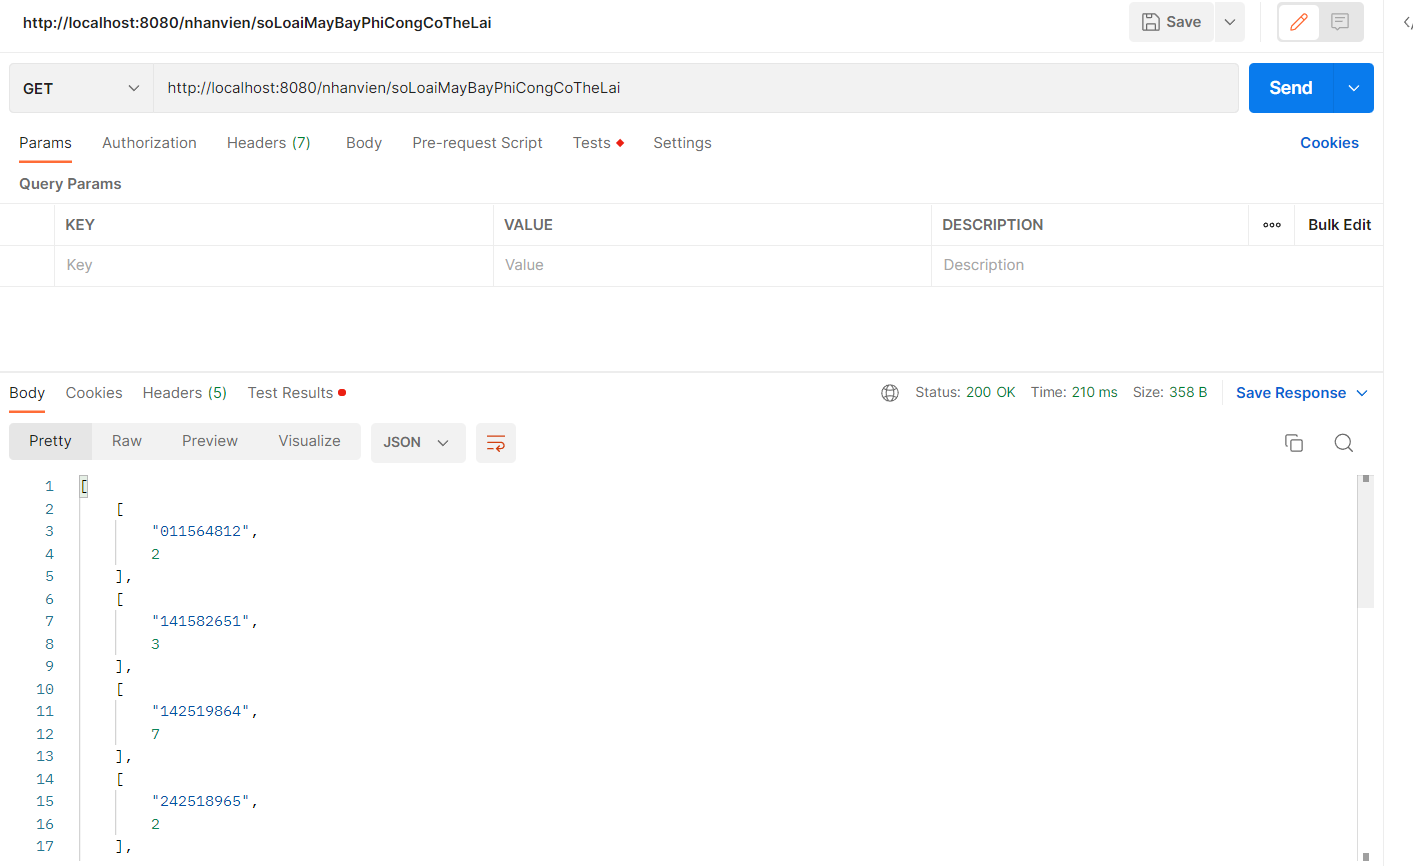 http://localhost:8080/nhanvien/soLoaiMayBayPhiCongCoTheLai
Save
GET
http://localhost:8080/nhanvien/soLoaiMayBayPhiCongCoTheLai
Send
Params Authorization Headers (7) Body Pre-request Script Tests Settings Cookies
Query Params
KEY VALUE DESCRIPTION Bulk Edit
Key Value Description
Body Cookies Headers (5) Test Results Status: 200 OK Time: 210 ms Size: 358 B Save Response
Pretty Raw Preview Visualize JSON
1 [
2 [
3 "011564812",
4 2
5 ],
6 [
7 "141582651",
8 3
9 ],
10 [
11 "142519864",
12 7
13 ],
14 [
15 "242518965",
16 2
17 ],